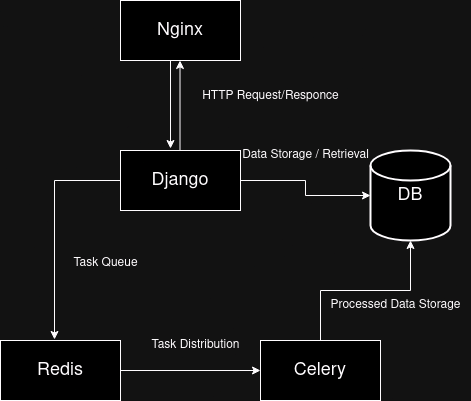 Nginx
HTTP Request/Responce
Data Storage / Retrieval
Django
DB
Task Queue
Processed Data Storage
Task Distribution
Redis
Celery